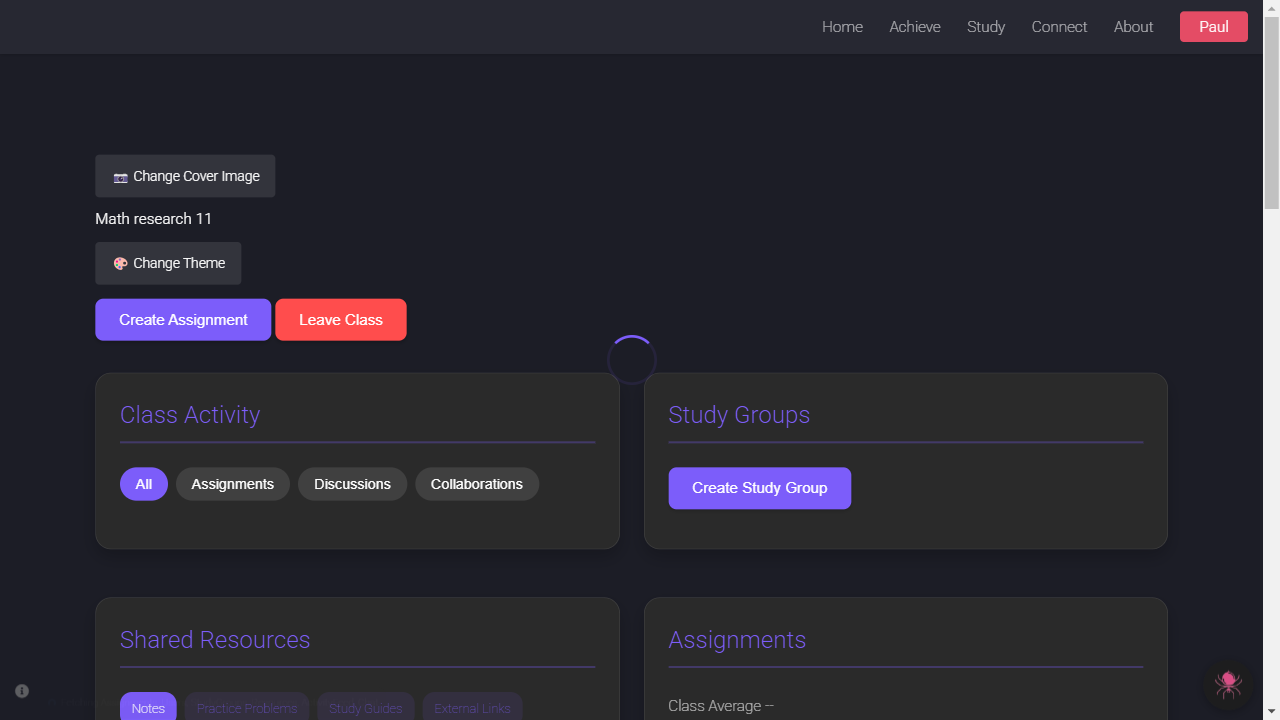 Home Achieve Study Connect About Paul
Change Cover Image
Math research 11
Change Theme
Create Assignment Leave Class
Class Activity
All Assignments Discussions Collaborations
Study Groups
Create Study Group
Shared Resources
Notes Practice Problems Study Guides External Links
Assignments
Class Average --